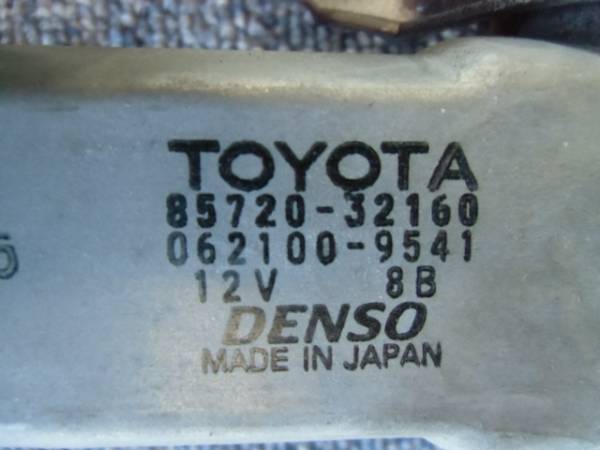 TOYOTA
85720-32160
062100-9541
12V 8B
DENSO
MADE IN JAPAN